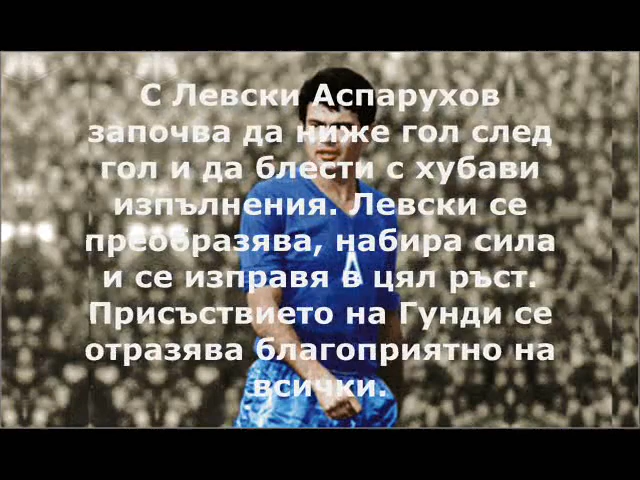 С Левски Аспарухов
започва да ниже гол след
гол и да блести с хубави
изпълнения. Левски се
преобразява, набира сила
и се изправя в цял ръст.
Присъствието на Гунди се
отразява благоприятно на
всички.
Л